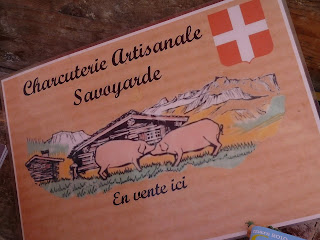 Charcuterie Artisanale
Savoyarde
En vente ici